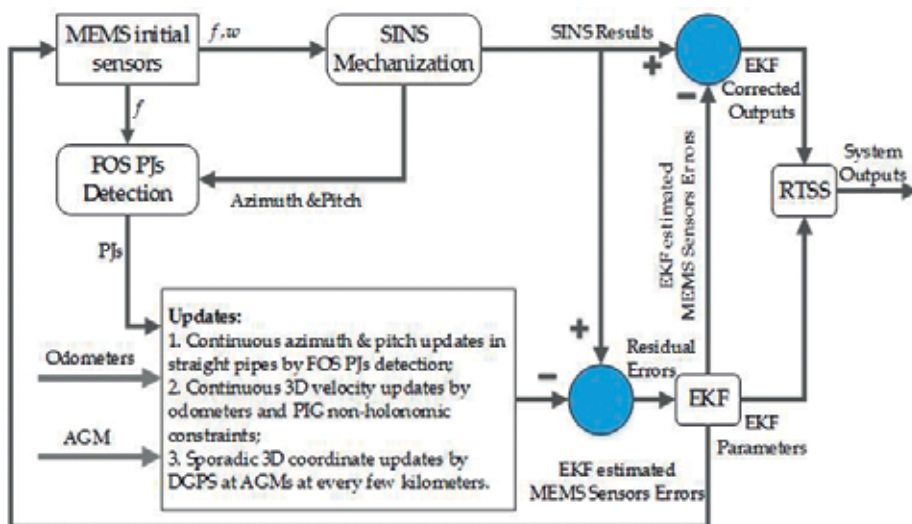 MEMS initial
sensors
f,w
SINS
Mechanization
SINS Results
+
−
EKF
Corrected
Outputs
f
FOS PJs
Detection
Azimuth &Pitch
EKF estimated
MEMS Sensors Errors
RTSS
System
Outputs
PJs
Updates:
1. Continuous azimuth & pitch updates in
straight pipes by FOS PJs detection;
2. Continuous 3D velocity updates by
odometers and PIG non-holonomic
constraints;
3. Sporadic 3D coordinate updates by
DGPS at AGMs at every few kilometers.
Odometers
AGM
+
−
Residual
Errors
EKF
EKF
Parameters
EKF estimated
MEMS Sensors Errors